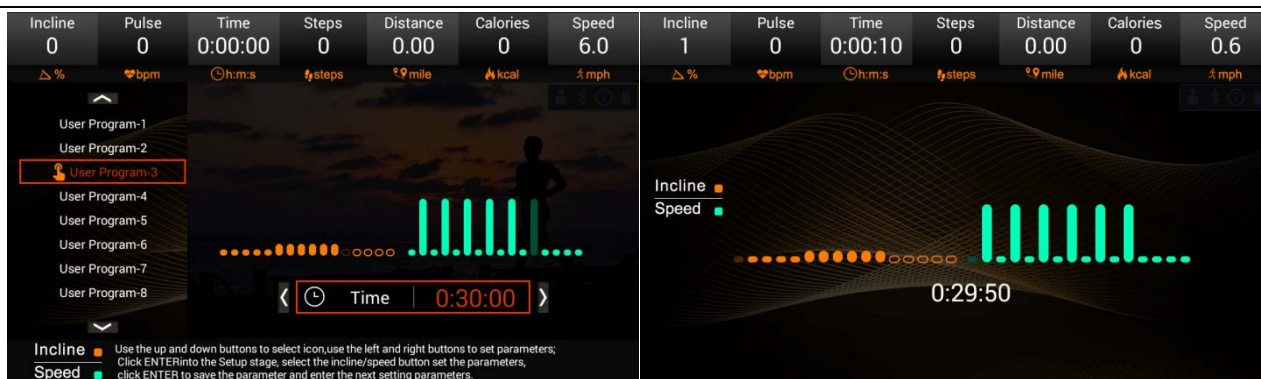 Incline Pulse Time Steps Distance Calories Speed
0 0 0:00:00 0 0.00 0 6.0
% bpm h:m:s steps mile kcal mph
User Program-1
User Program-2
User Program-3
User Program-4
User Program-5
User Program-6
User Program-7
User Program-8
Time 0:30:00
Incline
Speed
Use the up and down buttons to select icon,use the left and right buttons to set parameters;
Click ENTERinto the Setup stage, select the incline/speed button set the parameters,
click ENTER to save the parameter and enter the next setting parameters.
Incline Pulse Time Steps Distance Calories Speed
1 0 0:00:10 0 0.00 0 0.6
% bpm h:m:s steps mile kcal mph
Incline
Speed
0:29:50